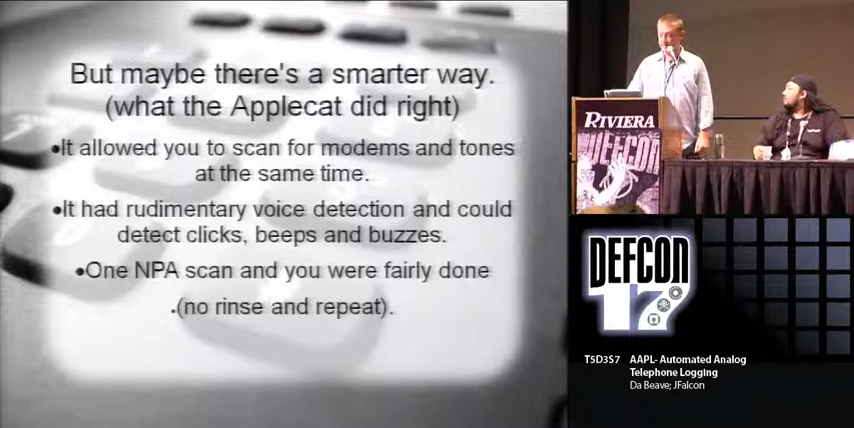 But maybe there's a smarter way.
(what the Applecat did right)
•It allowed you to scan for modems and tones
at the same time.
•It had rudimentary voice detection and could
detect clicks, beeps and buzzes.
•One NPA scan and you were fairly done
•(no rinse and repeat).
RIVIERA
DEFCON
DEFCON
17
T5D3S7 AAPL- Automated Analog
Telephone Logging
Da Beave; JFalcon